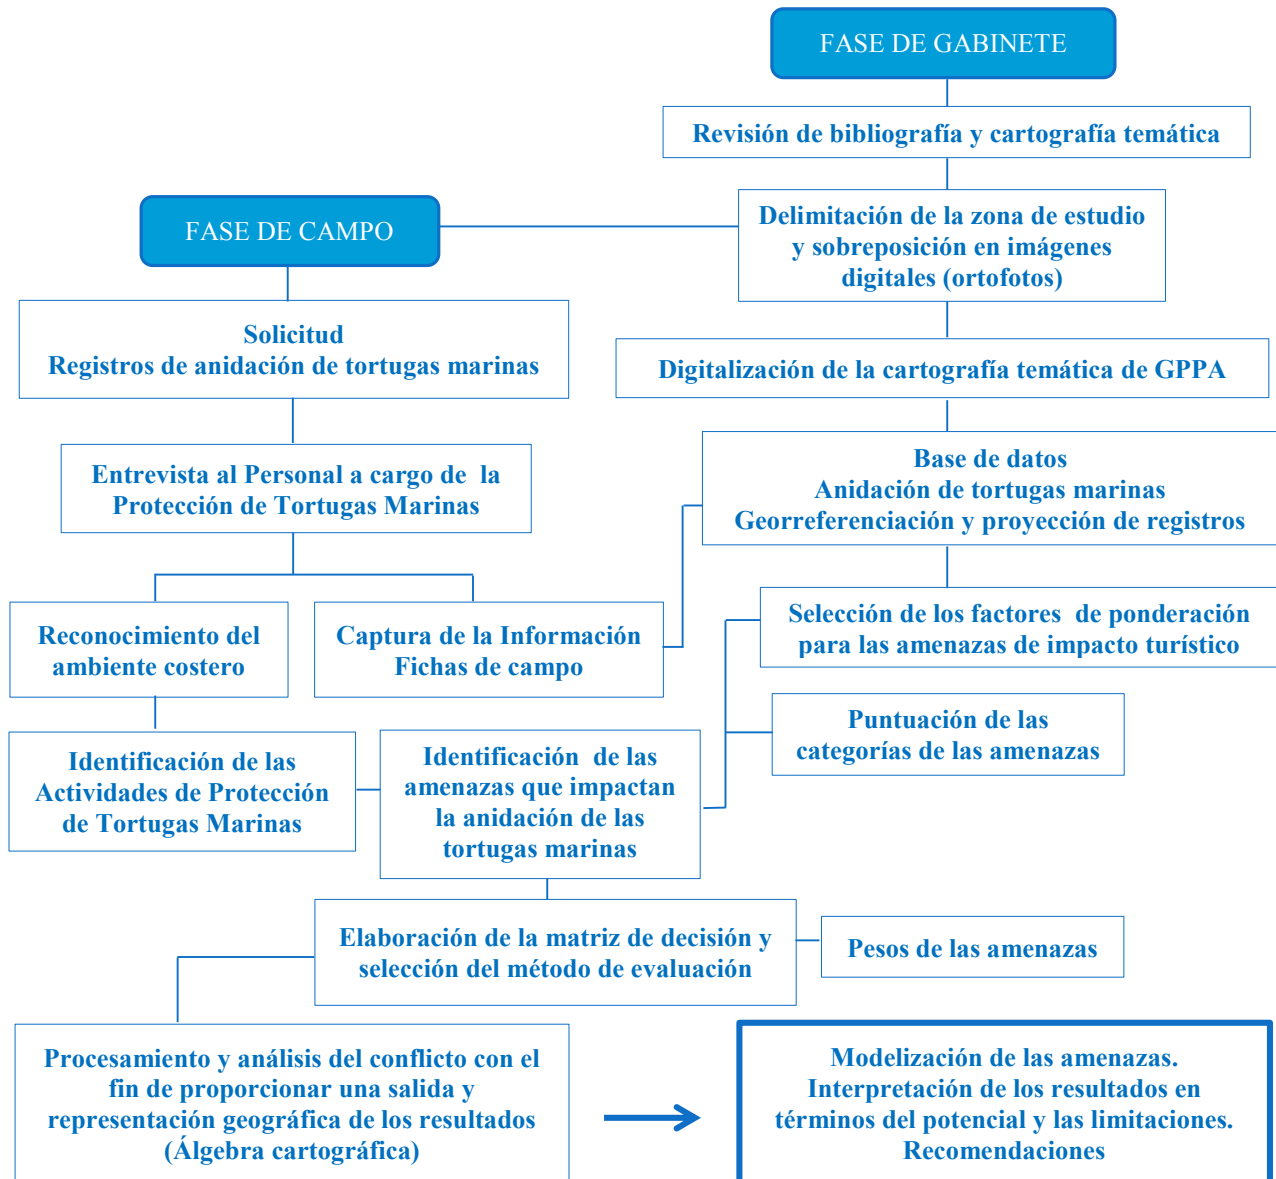 FASE DE GABINETE
Revisión de bibliografía y cartografía temática
Delimitación de la zona de estudio
y sobreposición en imágenes
digitales (ortofotos)
FASE DE CAMPO
Solicitud
Registros de anidación de tortugas marinas
Digitalización de la cartografía temática de GPPA
Entrevista al Personal a cargo de la
Protección de Tortugas Marinas
Base de datos
Anidación de tortugas marinas
Georreferenciación y proyección de registros
Reconocimiento del
ambiente costero
Captura de la Información
Fichas de campo
Selección de los factores de ponderación
para las amenazas de impacto turístico
Puntuación de las
categorías de las amenazas
Identificación de las
Actividades de Protección
de Tortugas Marinas
Identificación de las
amenazas que impactan
la anidación de las
tortugas marinas
Elaboración de la matriz de decisión y
selección del método de evaluación
Pesos de las amenazas
Procesamiento y análisis del conflicto con el
fin de proporcionar una salida y
representación geográfica de los resultados
(Álgebra cartográfica)
Modelización de las amenazas.
Interpretación de los resultados en
términos del potencial y las limitaciones.
Recomendaciones